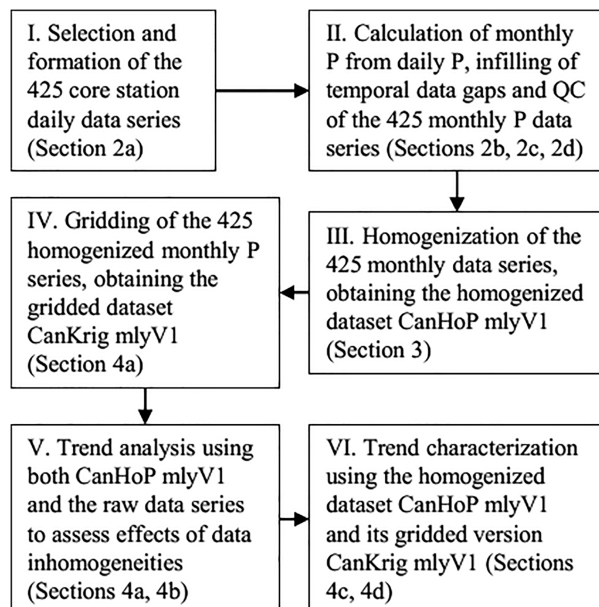 I. Selection and
formation of the
425 core station
daily data series
(Section 2a)
II. Calculation of monthly
P from daily P, infilling of
temporal data gaps and QC
of the 425 monthly P data
series (Sections 2b, 2c, 2d)
III. Homogenization of the
425 monthly data series,
obtaining the homogenized
dataset CanHoP mlyV1
(Section 3)
IV. Gridding of the 425
homogenized monthly P
series, obtaining the
gridded dataset
CanKrig mlyV1
(Section 4a)
V. Trend analysis using
both CanHoP mlyV1
and the raw data series
to assess effects of data
inhomogeneities
(Sections 4a, 4b)
VI. Trend characterization
using the homogenized
dataset CanHoP mlyV1
and its gridded version
CanKrig mlyV1 (Sections
4c, 4d)